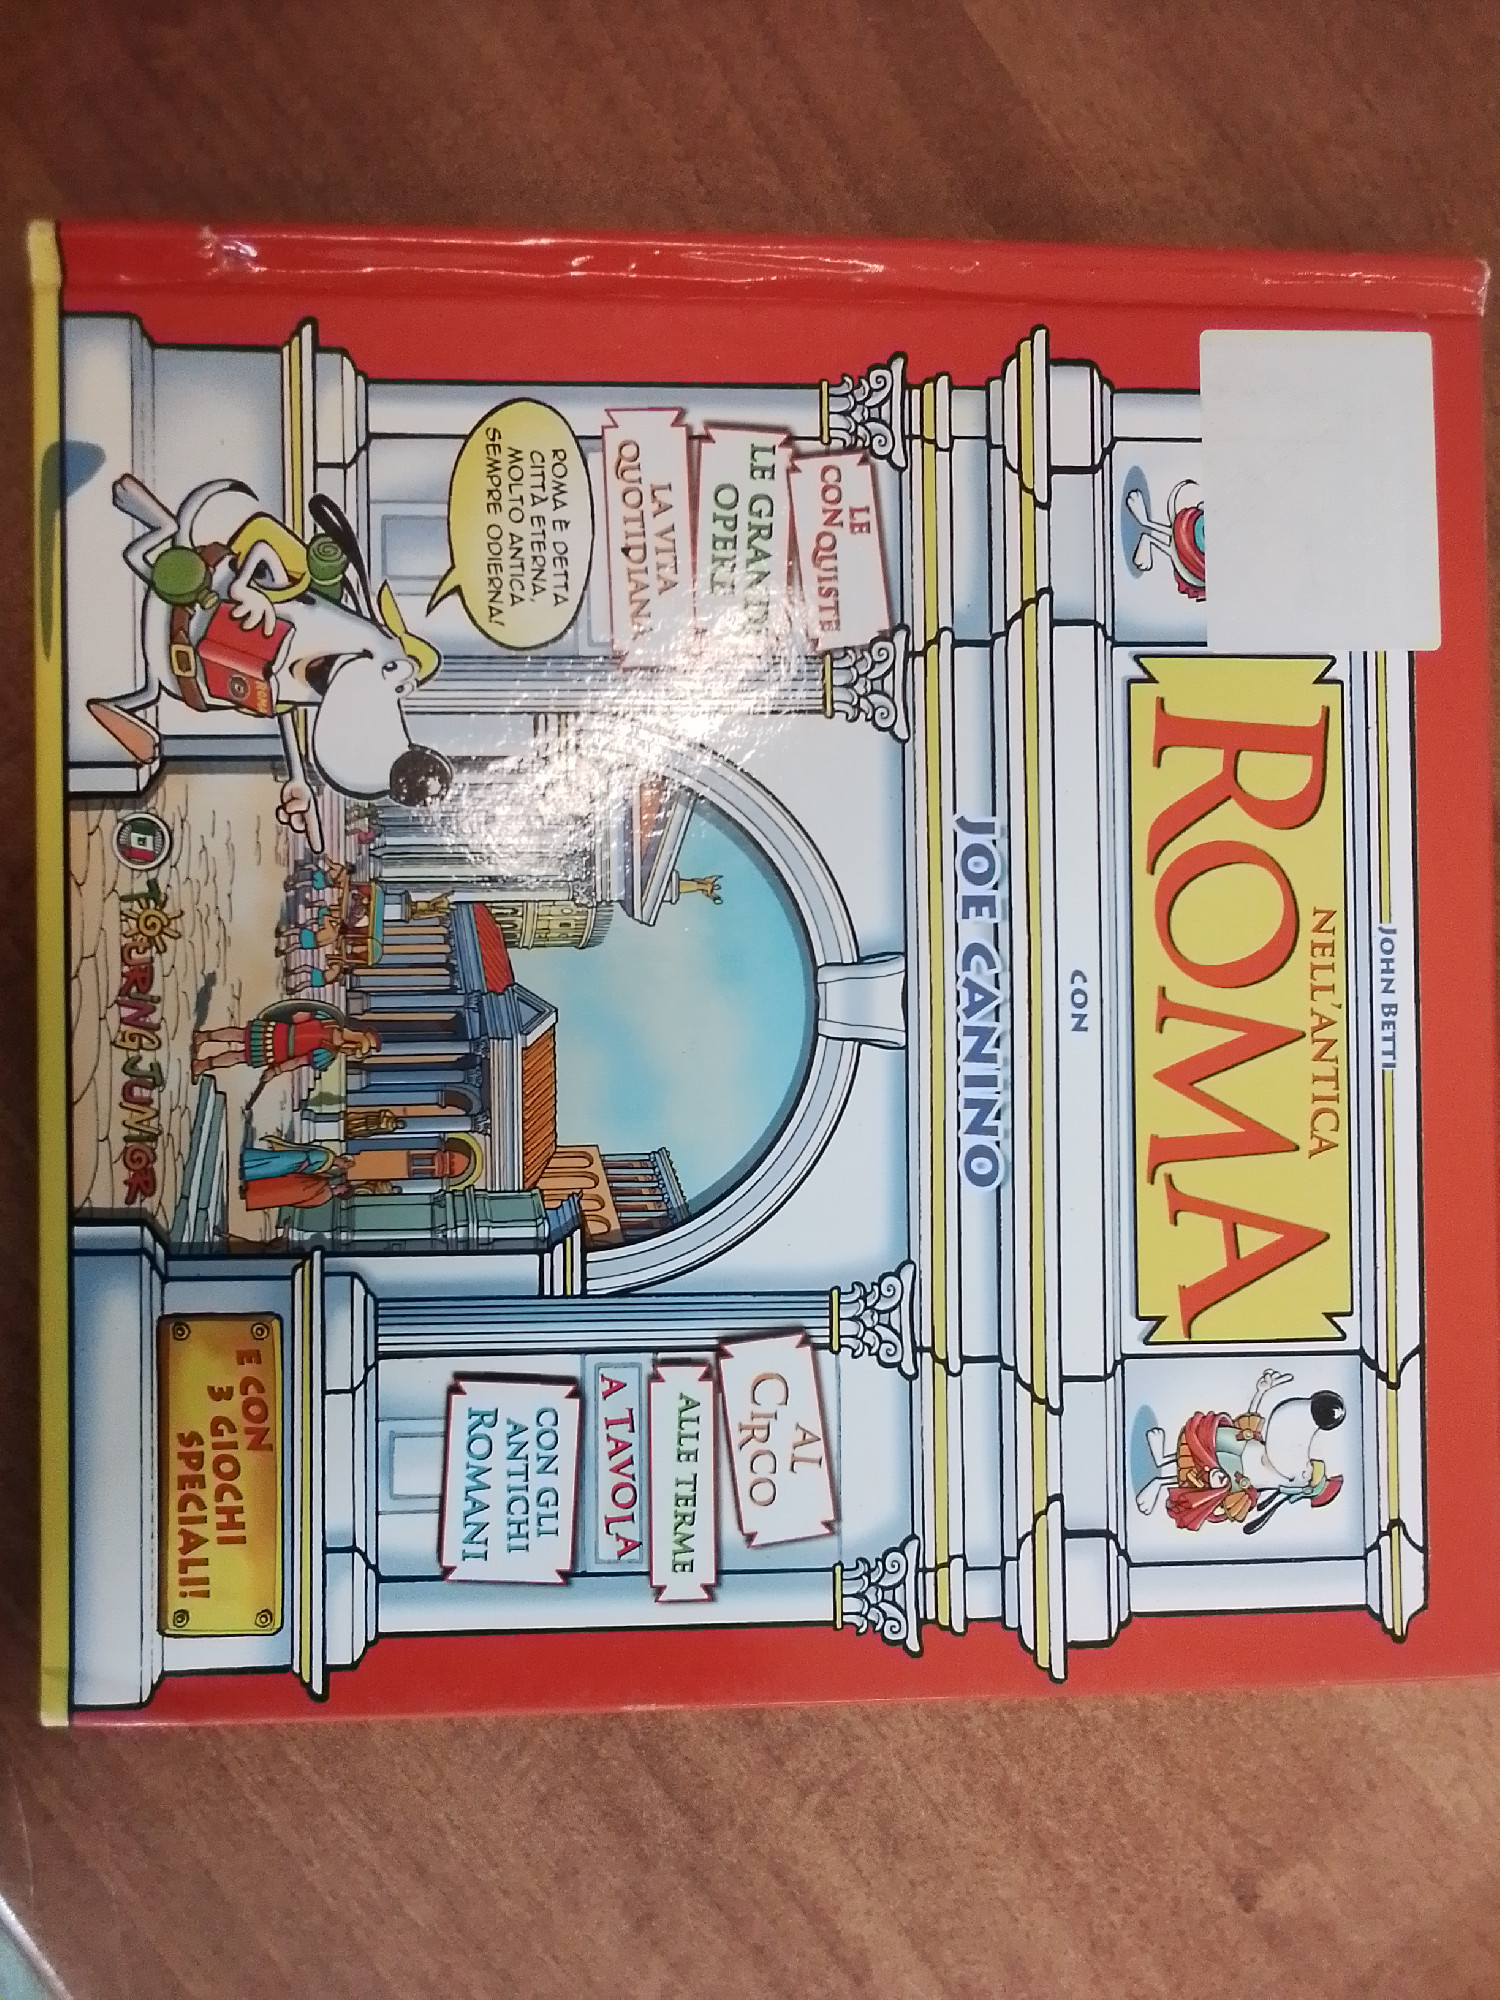 JOHN BETTI
NELL'ANTICA
ROMA
CON
JOE CANINO
LE
CONQUISTE
LE GRANDI
OPERE
LA VITA
QUOTIDIANA
ROMA È DETTA
CITTÀ ETERNA,
MOLTO ANTICA
SEMPRE ODIERNA!
AL
CIRCO
ALLE TERME
A TAVOLA
CON GLI
ANTICHI
ROMANI
ROMA
TOURING JUNIOR
E CON
3 GIOCHI
SPECIALI!